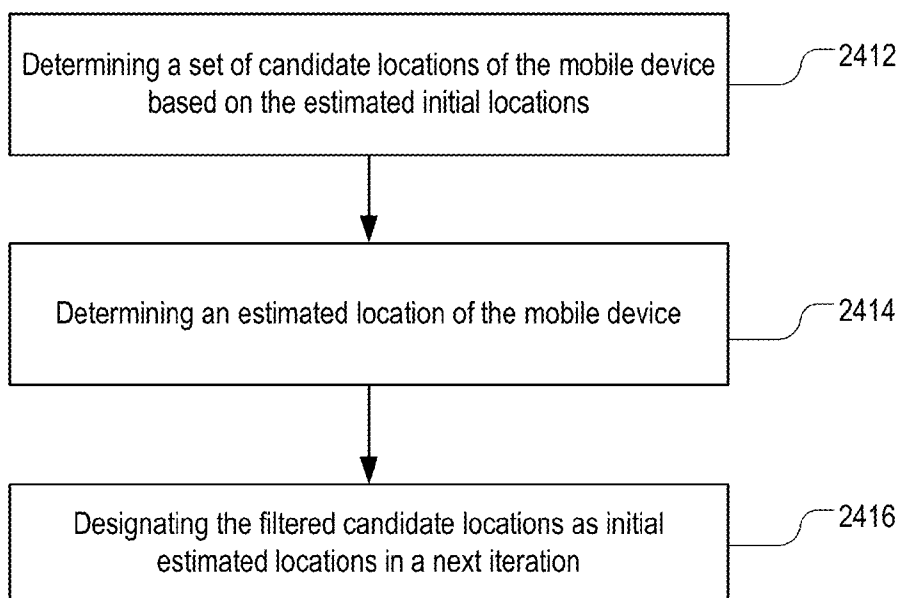 Determining a set of candidate locations of the mobile device
based on the estimated initial locations
2412
Determining an estimated location of the mobile device
2414
Designating the filtered candidate locations as initial
estimated locations in a next iteration
2416